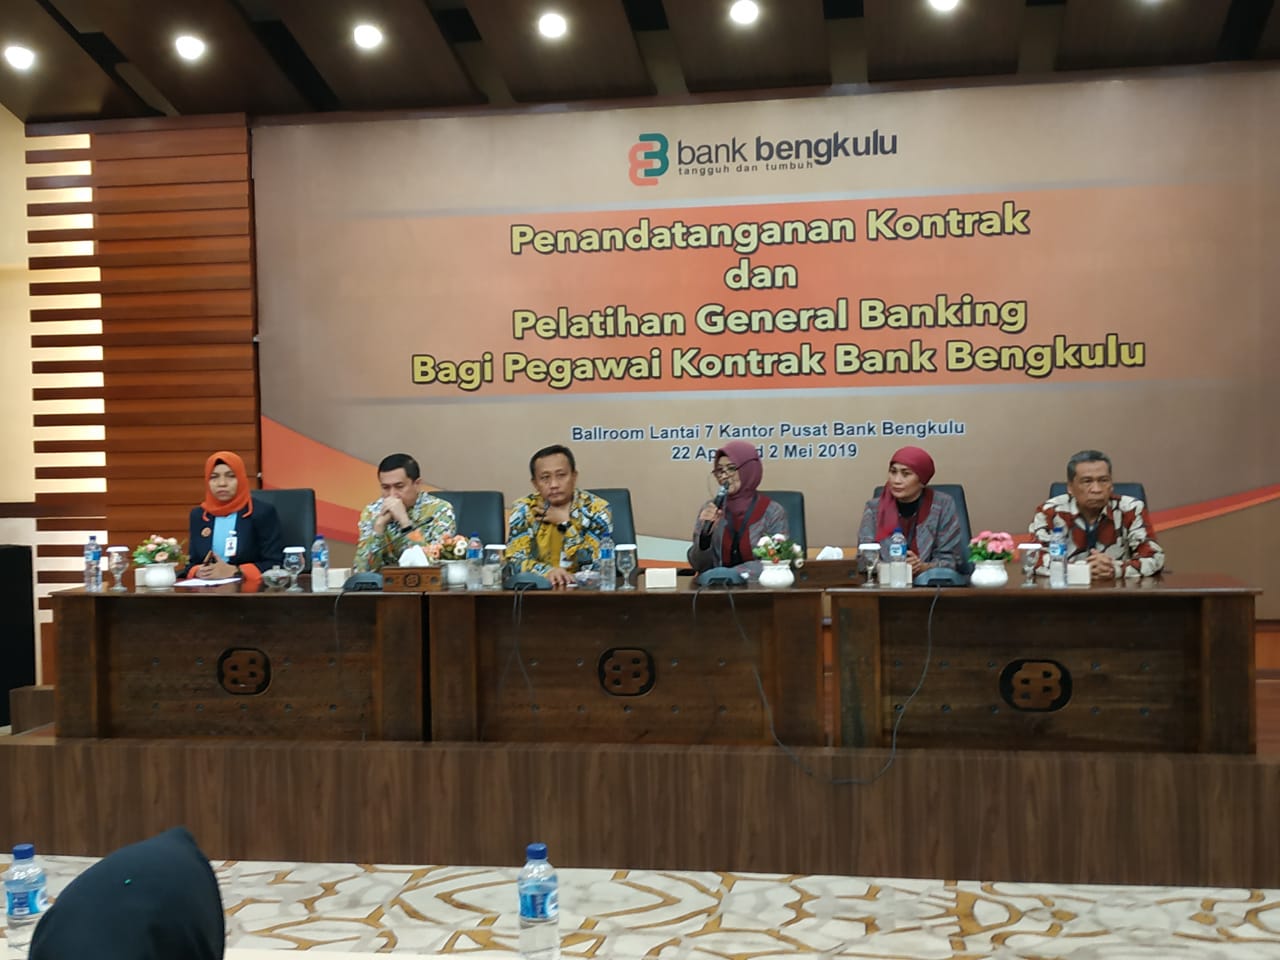 bank bengkulu
tangguh dan tumbuh
Penandatanganan Kontrak
dan
Pelatihan General Banking
Bagi Pegawai Kontrak Bank Bengkulu
Ballroom Lantai 7 Kantor Pusat Bank Bengkulu
22 2 Mei 2019